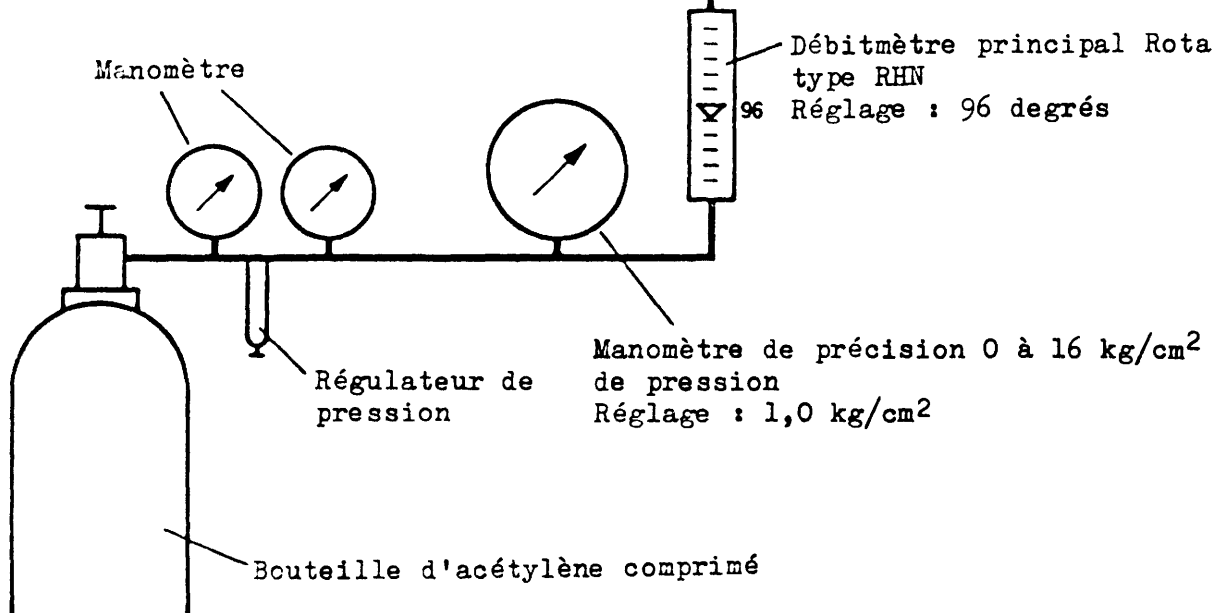 Manomètre
Débitmètre principal Rota
type RHN
96 Réglage : 96 degrés
Manomètre de précision 0 à 16 kg/cm²
de pression
Réglage : 1,0 kg/cm²
Régulateur de
pression
Bouteille d'acétylène comprimé